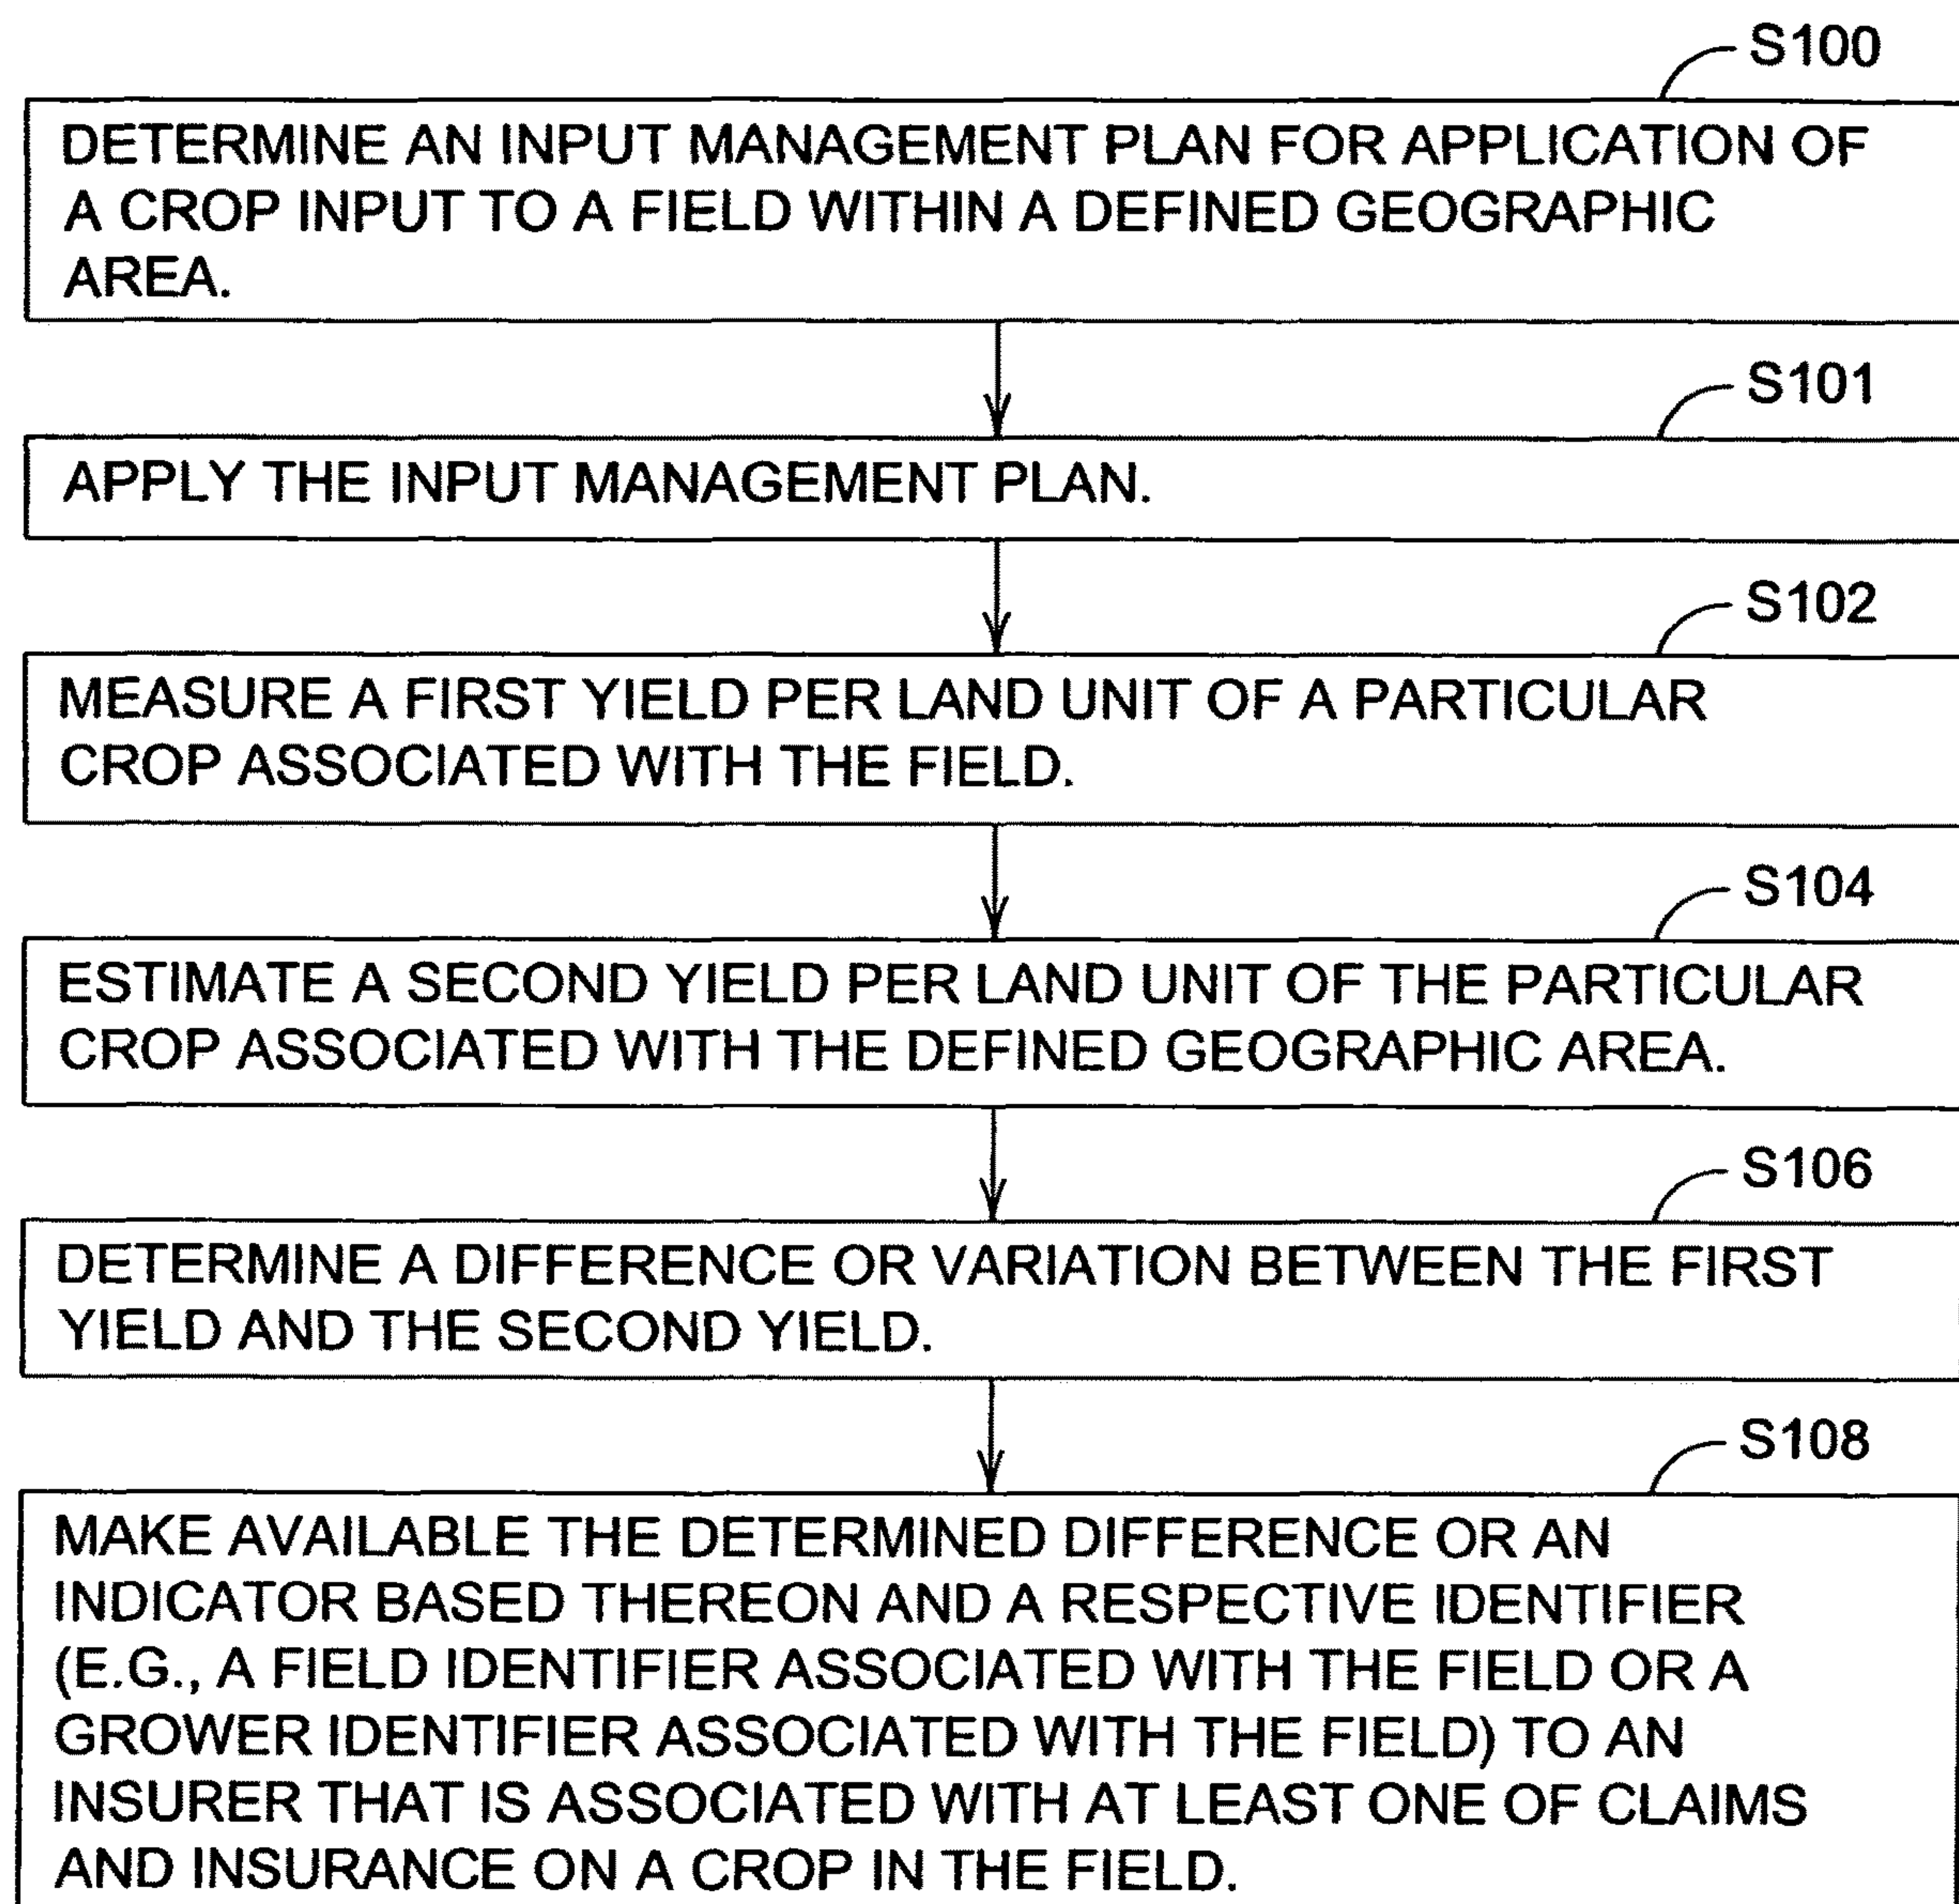 S100
DETERMINE AN INPUT MANAGEMENT PLAN FOR APPLICATION OF
A CROP INPUT TO A FIELD WITHIN A DEFINED GEOGRAPHIC
AREA.
S101
APPLY THE INPUT MANAGEMENT PLAN.
S102
MEASURE A FIRST YIELD PER LAND UNIT OF A PARTICULAR
CROP ASSOCIATED WITH THE FIELD.
S104
ESTIMATE A SECOND YIELD PER LAND UNIT OF THE PARTICULAR
CROP ASSOCIATED WITH THE DEFINED GEOGRAPHIC AREA.
S106
DETERMINE A DIFFERENCE OR VARIATION BETWEEN THE FIRST
YIELD AND THE SECOND YIELD.
S108
MAKE AVAILABLE THE DETERMINED DIFFERENCE OR AN
INDICATOR BASED THEREON AND A RESPECTIVE IDENTIFIER
(E.G., A FIELD IDENTIFIER ASSOCIATED WITH THE FIELD OR A
GROWER IDENTIFIER ASSOCIATED WITH THE FIELD) TO AN
INSURER THAT IS ASSOCIATED WITH AT LEAST ONE OF CLAIMS
AND INSURANCE ON A CROP IN THE FIELD.